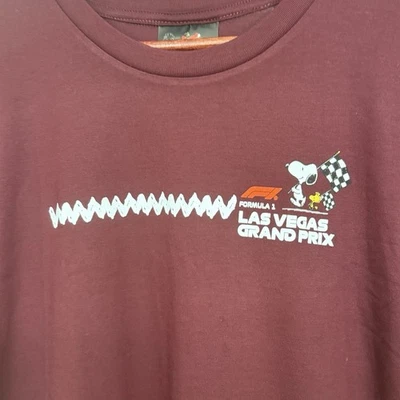 F1
FORMULA 1
LAS VEGAS
GRAND PRIX